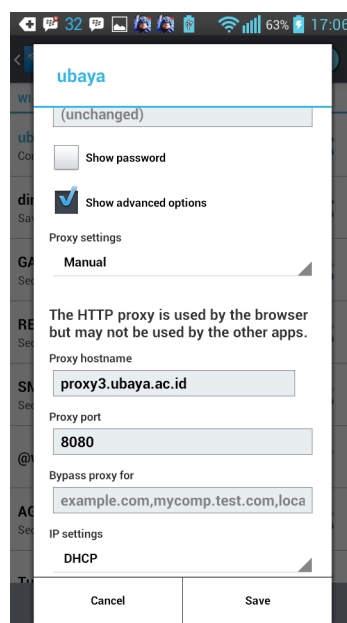 32
63%
17:06
ubaya
(unchanged)
Show password
Show advanced options
Proxy settings
Manual
The HTTP proxy is used by the browser
but may not be used by the other apps.
Proxy hostname
proxy3.ubaya.ac.id
Proxy port
8080
Bypass proxy for
example.com,mycomp.test.com,loca
IP settings
DHCP
Cancel
Save